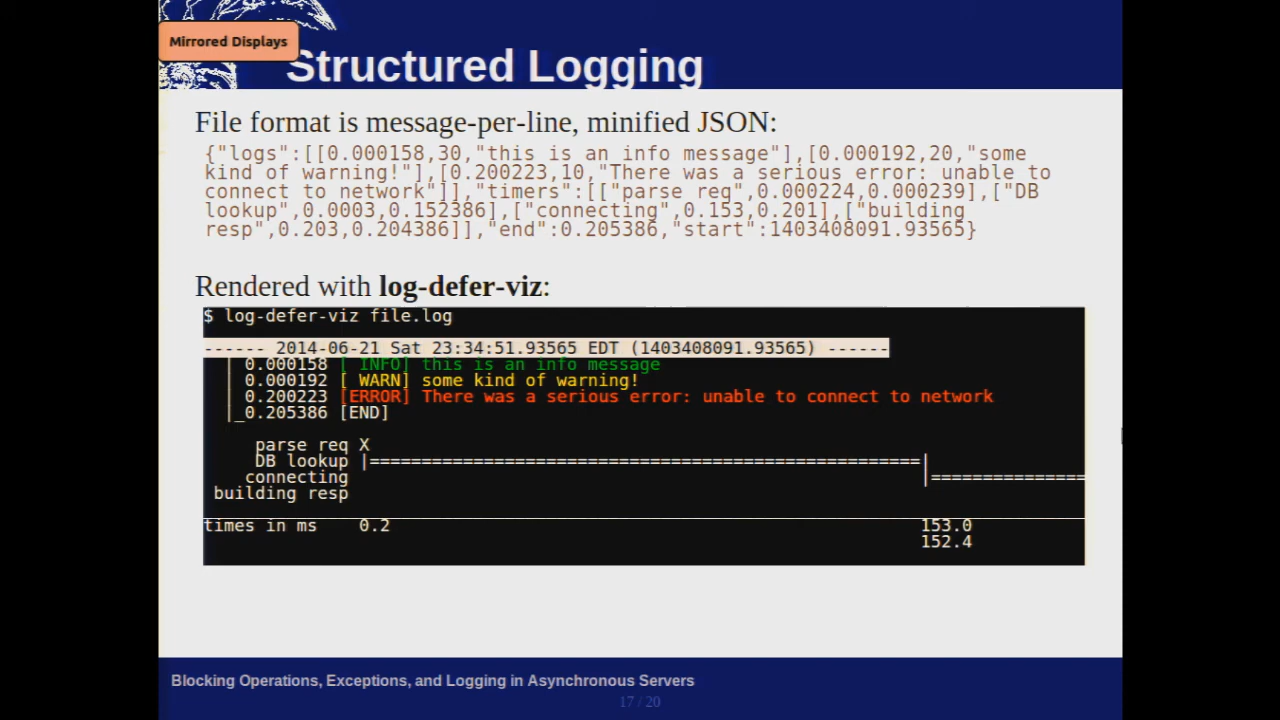 Mirrored Displays
Structured Logging
File format is message-per-line, minified JSON:
{"logs":[[0.000158,30,"this is an info message"],[0.000192,20,"some
kind of warning!"],[0.200223,10,"There was a serious error: unable to
connect to network"]],"timers":[["parse req",0.000224,0.000239],["DB
lookup",0.0003,0.152386],["connecting",0.153,0.201],["building
resp",0.203,0.204386]],"end":0.205386,"start":1403408091.93565}
Rendered with log-defer-viz:
$ log-defer-viz file.log
------ 2014-06-21 Sat 23:34:51.93565 EDT (1403408091.93565) ------
| 0.000158 [ INFO] this is an info message
| 0.000192 [ WARN] some kind of warning!
| 0.200223 [ERROR] There was a serious error: unable to connect to network
|_0.205386 [END]
parse req X
DB lookup |=====================================================|
connecting |===============
building resp
times in ms 0.2 153.0
152.4
Blocking Operations, Exceptions, and Logging in Asynchronous Servers
17 / 20